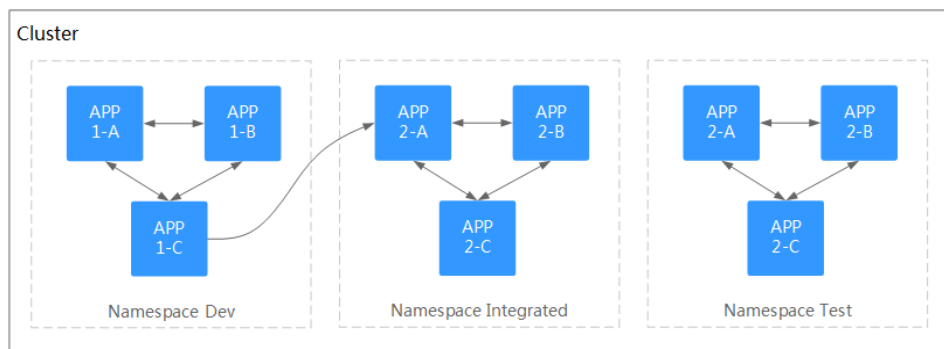 Cluster
APP
1-A
APP
1-B
APP
1-C
Namespace Dev
APP
2-A
APP
2-B
APP
2-C
Namespace Integrated
APP
2-A
APP
2-B
APP
2-C
Namespace Test